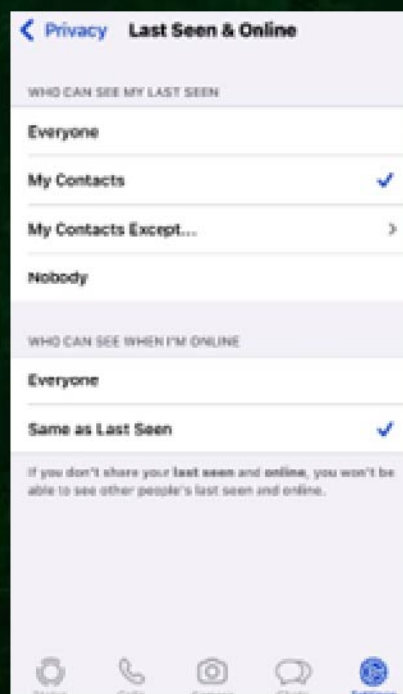 Privacy Last Seen & Online
WHO CAN SEE MY LAST SEEN
Everyone
My Contacts
My Contacts Except...
Nobody
WHO CAN SEE WHEN I'M ONLINE
Everyone
Same as Last Seen
If you don't share your last seen and online, you won't be
able to see other people's last seen and online.
Status Calls Camera Chats Settings